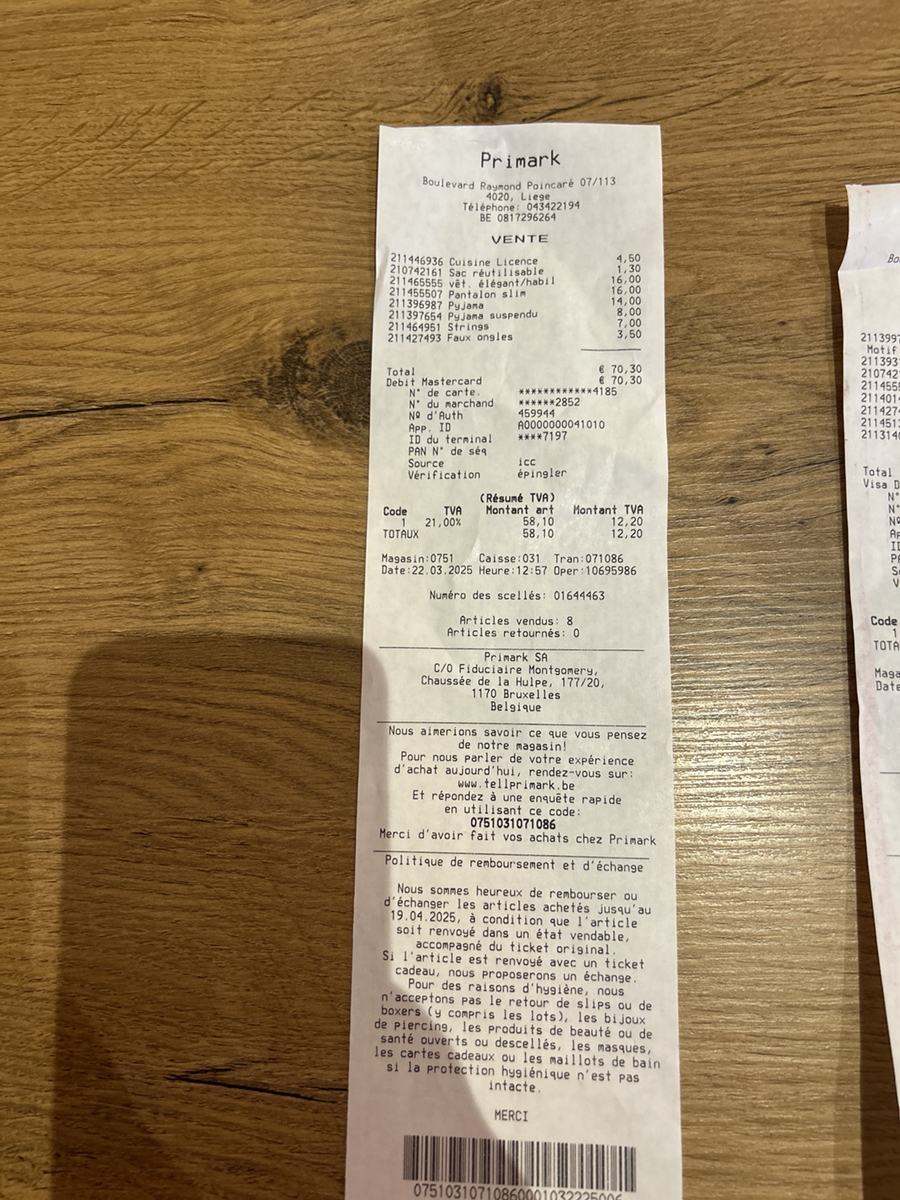 Primark
Boulevard Raymond Poincaré 07/113
4020, Liege
Téléphone: 043422194
BE 0817296264
VENTE
211446936 Cuisine Licence 4,50
210742161 Sac réutilisable 1,30
211465555 vêt. élégant/habil 16,00
211455507 Pantalon slim 16,00
211396987 Pyjama 14,00
211397654 Pyjama suspendu 8,00
211464951 Strings 7,00
211427493 Faux ongles 3,50
Total € 70,30
Debit Mastercard € 70,30
N° de carte. ************4185
N° du marchand ******2852
Nº d'Auth 459944
App. ID A0000000041010
ID du terminal ****7197
PAN N° de séq
Source icc
Vérification épingler
(Résumé TVA)
Code TVA Montant art Montant TVA
1 21,00% 58,10 12,20
TOTAUX 58,10 12,20
Magasin:0751 Caisse:031 Tran:071086
Date:22.03.2025 Heure:12:57 Oper:10695986
Numéro des scellés: 01644463
Articles vendus: 8
Articles retournés: 0
Primark SA
C/O Fiduciaire Montgomery,
Chaussée de la Hulpe, 177/20,
1170 Bruxelles
Belgique
Nous aimerions savoir ce que vous pensez
de notre magasin!
Pour nous parler de votre expérience
d'achat aujourd'hui, rendez-vous sur:
www.tellprimark.be
Et répondez à une enquête rapide
en utilisant ce code:
0751031071086
Merci d'avoir fait vos achats chez Primark
Politique de remboursement et d'échange
Nous sommes heureux de rembourser ou
d'échanger les articles achetés jusqu'au
19.04.2025, à condition que l'article
soit renvoyé dans un état vendable,
accompagné du ticket original.
Si l'article est renvoyé avec un ticket
cadeau, nous proposerons un échange.
Pour des raisons d'hygiène, nous
n'acceptons pas le retour de slips ou de
boxers (y compris les lots), les bijoux
de piercing, les produits de beauté ou de
santé ouverts ou descellés, les masques,
les cartes cadeaux ou les maillots de bain
si la protection hygiénique n'est pas
intacte.
MERCI
Motif
Total
Visa D
Code
1
TOTA
Maga
Date